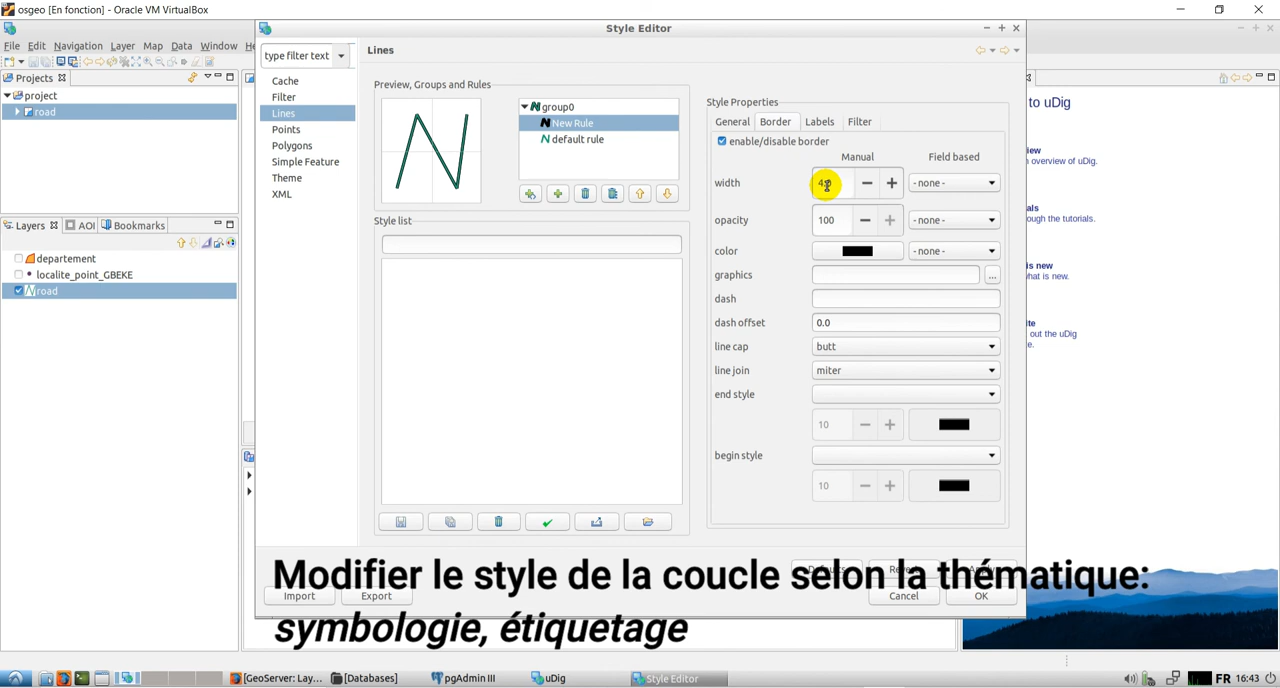 osgeo [En fonction] - Oracle VM VirtualBox
Style Editor
File Edit Navigation Layer Map Data Window
Projects
project
road
Layers AOI Bookmarks
departement
localite_point_GBEKE
road
type filter text
Cache
Filter
Lines
Points
Polygons
Simple Feature
Theme
XML
Lines
Preview, Groups and Rules
group0
New Rule
default rule
Style list
Style Properties
General Border Labels Filter
enable/disable border
Manual Field based
width - none -
opacity 100 - none -
color - none -
graphics ...
dash
dash offset 0.0
line cap butt
line join miter
end style
10
begin style
10
Import Export Cancel OK
to uDig
n overview of uDig.
ough the tutorials.
is new
hat is new.
out the uDig
Modifier le style de la coucle sélon la thématique:
symbologie, étiquetage
[GeoServer: Lay... [Databases] pgAdmin III uDig Style Editor FR 16:43